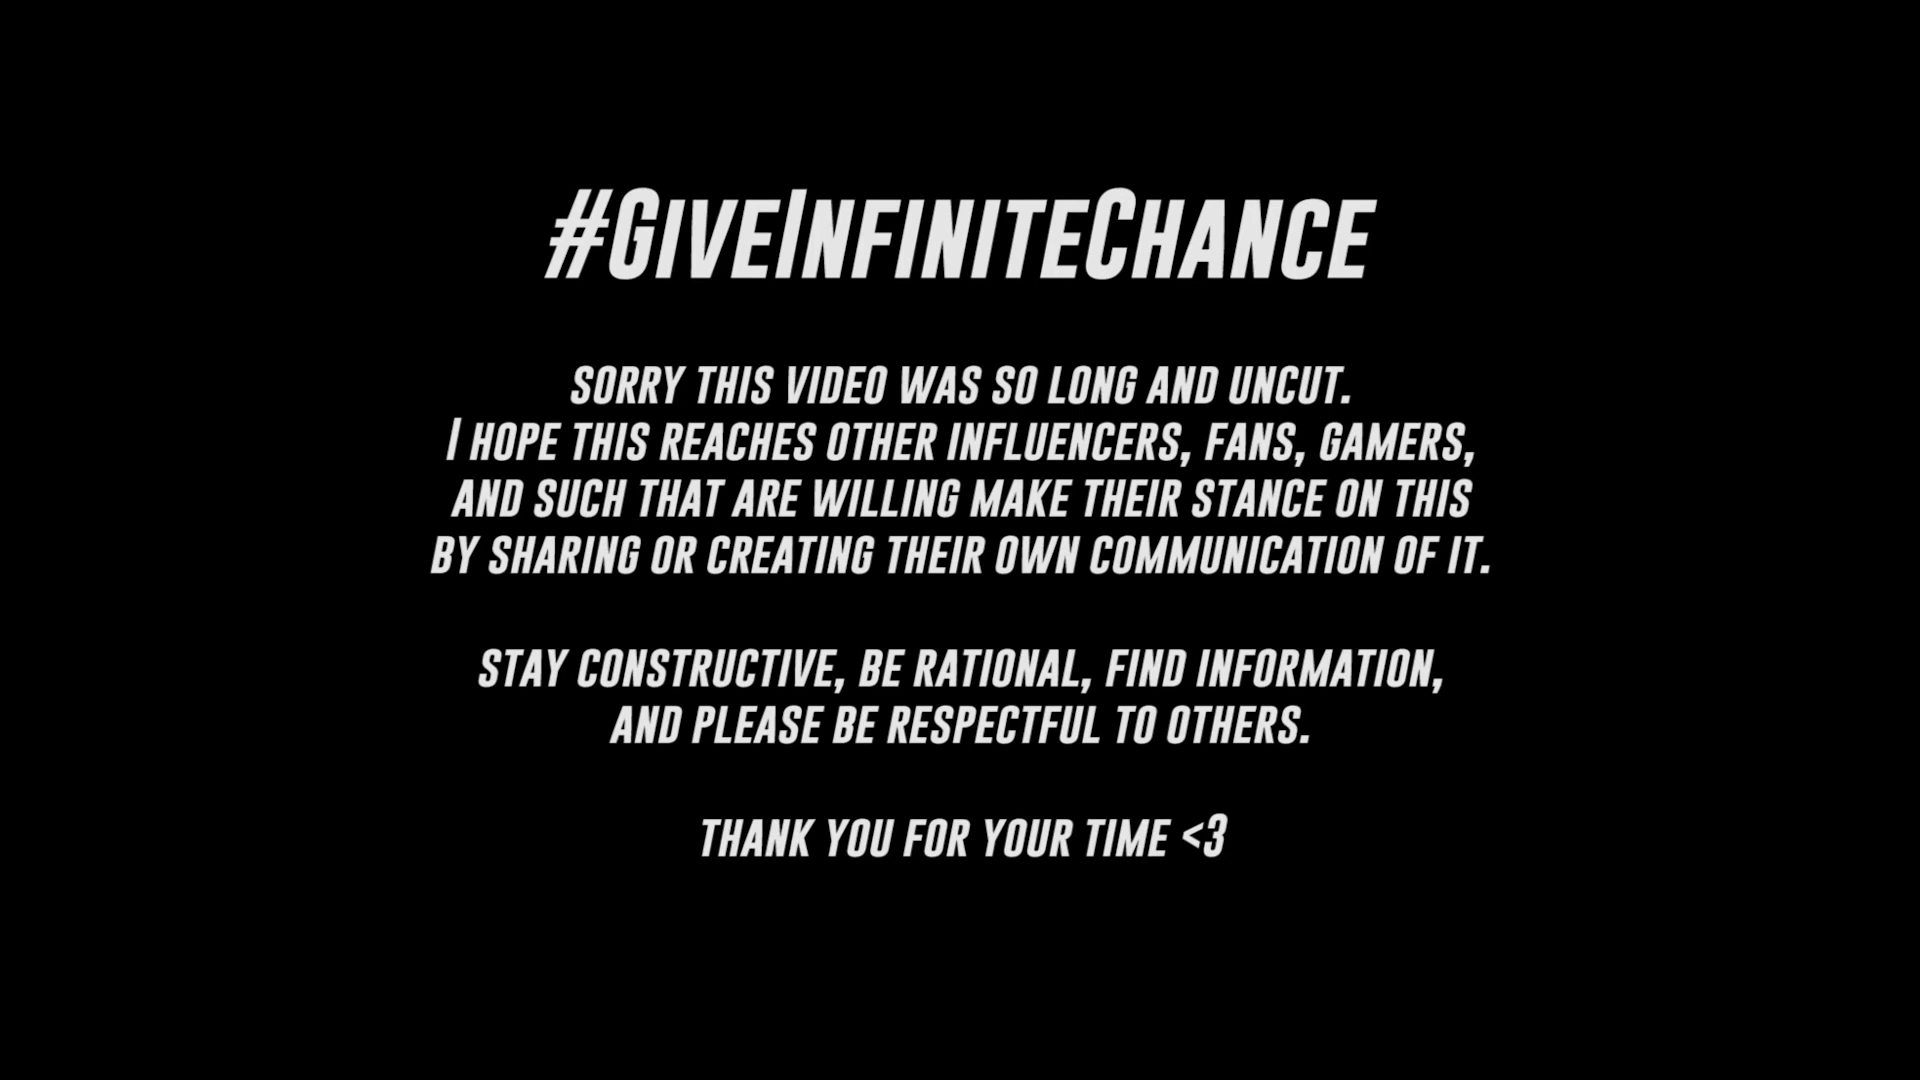 #GiveInfiniteChance
sorry this video was so long and uncut.
I hope this reaches other influencers, fans, gamers,
and such that are willing make their stance on this
by sharing or creating their own communication of it.
stay constructive, be rational, find information,
and please be respectful to others.
thank you for your time <3